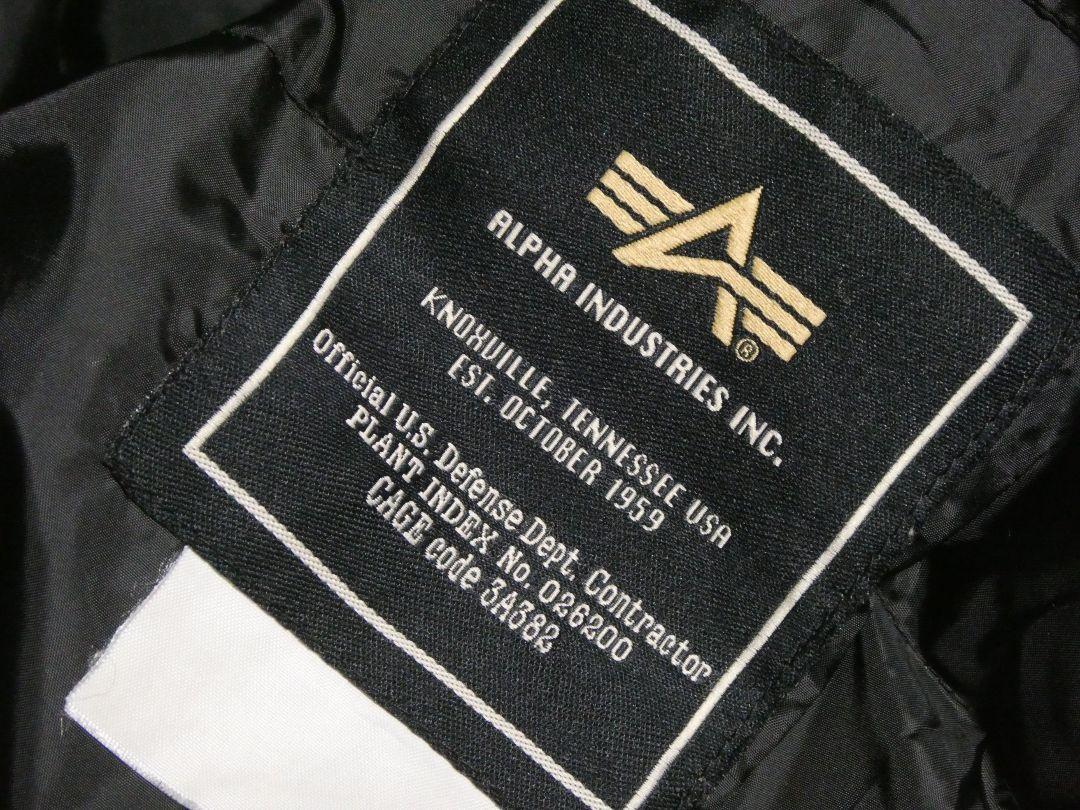 ®
ALPHA INDUSTRIES INC.
KNOXVILLE, TENNESSEE USA
EST. OCTOBER 1959
Official U.S. Defense Dept. Contractor
PLANT INDEX No. 026200
CAGE code 3A382